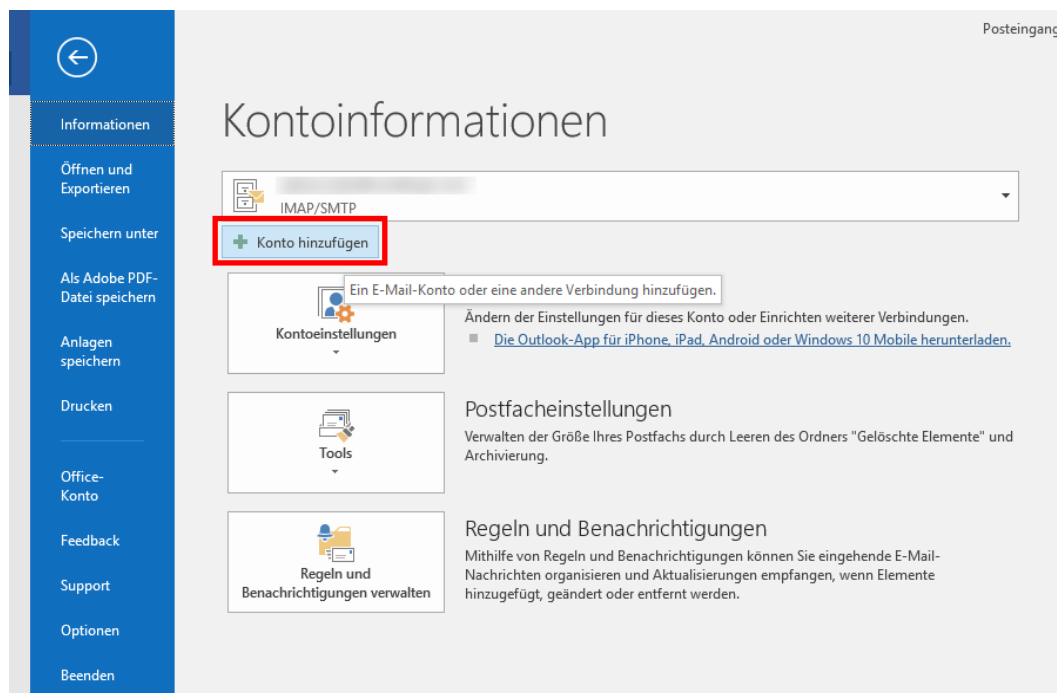 Posteingang
Informationen
Öffnen und
Exportieren
Speichern unter
Als Adobe PDF-
Datei speichern
Anlagen
speichern
Drucken
Office-
Konto
Feedback
Support
Optionen
Beenden
Kontoinformationen
IMAP/SMTP
Konto hinzufügen
Ein E-Mail-Konto oder eine andere Verbindung hinzufügen.
Kontoeinstellungen
Ändern der Einstellungen für dieses Konto oder Einrichten weiterer Verbindungen.
Die Outlook-App für iPhone, iPad, Android oder Windows 10 Mobile herunterladen.
Tools
Postfacheinstellungen
Verwalten der Größe Ihres Postfachs durch Leeren des Ordners "Gelöschte Elemente" und
Archivierung.
Regeln und
Benachrichtigungen verwalten
Regeln und Benachrichtigungen
Mithilfe von Regeln und Benachrichtigungen können Sie eingehende E-Mail-
Nachrichten organisieren und Aktualisierungen empfangen, wenn Elemente
hinzugefügt, geändert oder entfernt werden.